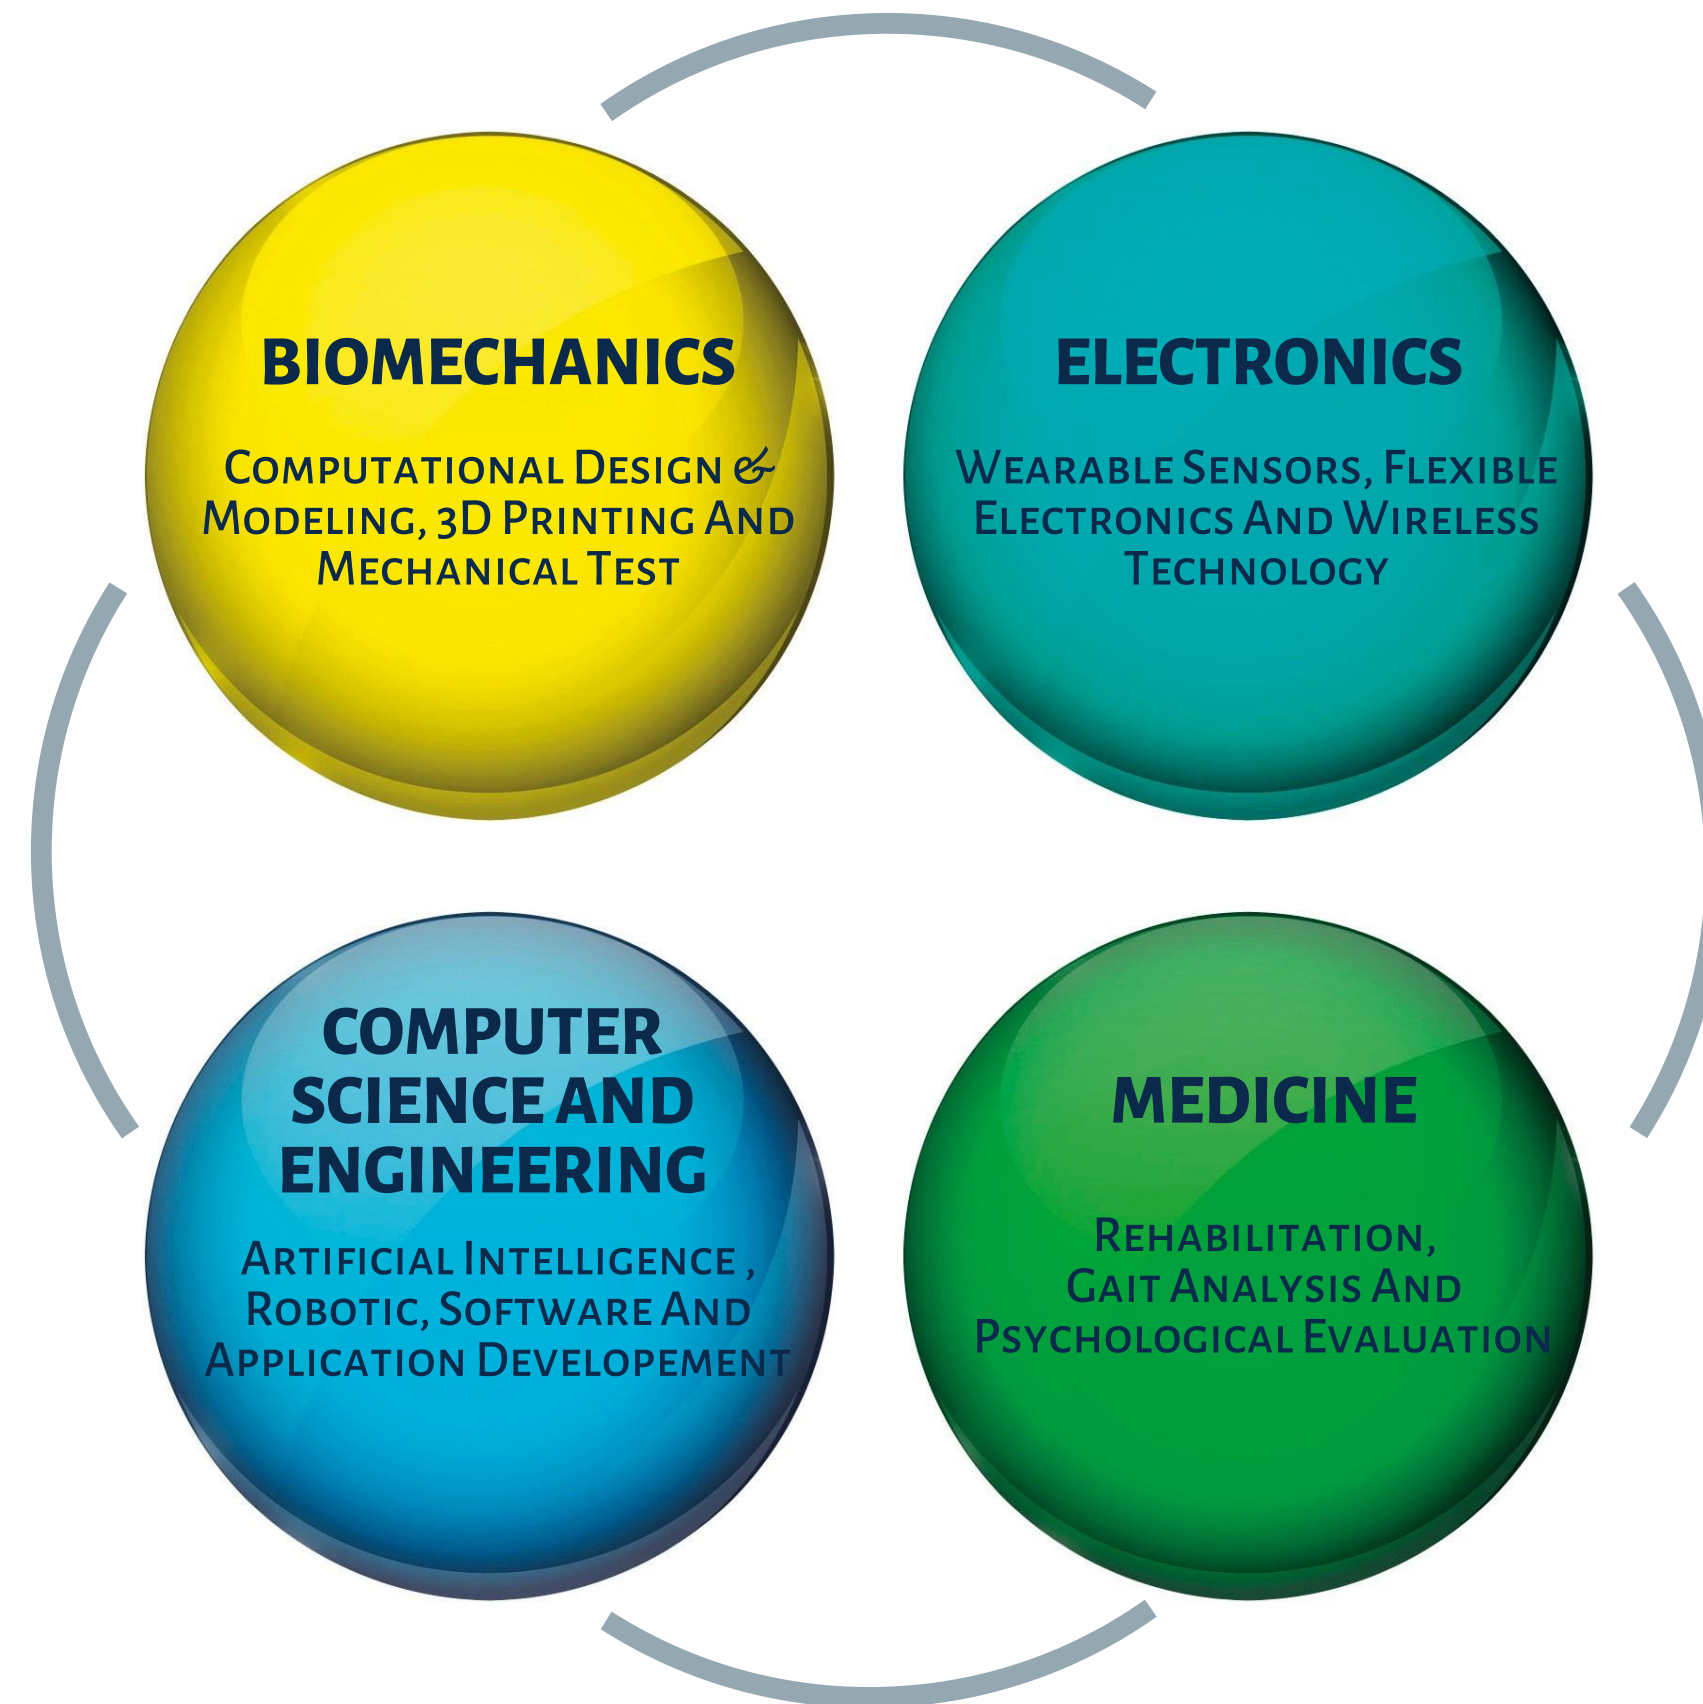 BIOMECHANICS
Computational Design &
Modeling, 3D Printing And
Mechanical Test
ELECTRONICS
Wearable Sensors, Flexible
Electronics And Wireless
Technology
COMPUTER
SCIENCE AND
ENGINEERING
Artificial Intelligence ,
Robotic, Software And
Application Developement
MEDICINE
Rehabilitation,
Gait Analysis And
Psychological Evaluation